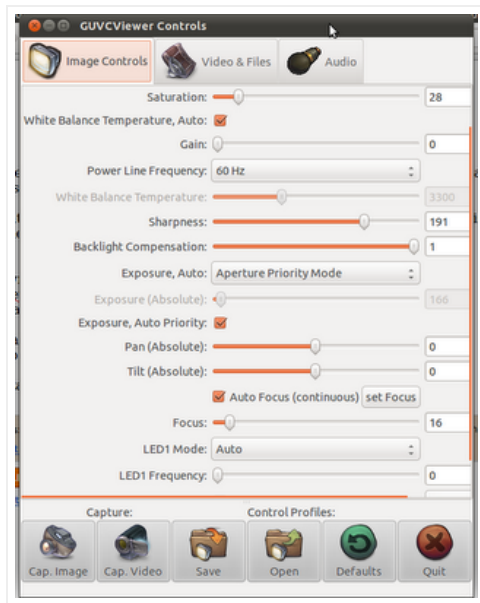 GUVCViewer Controls
Image Controls Video & Files Audio
Saturation: 28
White Balance Temperature, Auto:
Gain: 0
Power Line Frequency: 60 Hz
White Balance Temperature: 3300
Sharpness: 191
Backlight Compensation: 1
Exposure, Auto: Aperture Priority Mode
Exposure (Absolute): 166
Exposure, Auto Priority:
Pan (Absolute): 0
Tilt (Absolute): 0
Auto Focus (continuous) set Focus
Focus: 16
LED1 Mode: Auto
LED1 Frequency: 0
Capture: Control Profiles:
Cap. Image Cap. Video Save Open Defaults Quit